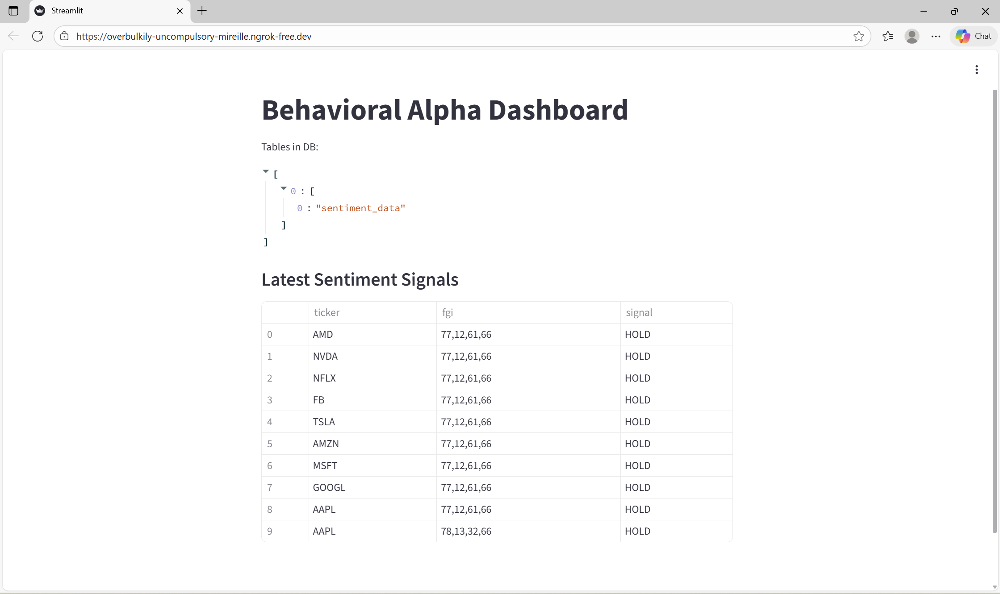 Streamlit
https://overbulkily-uncompulsory-mireille.ngrok-free.dev
Chat
Behavioral Alpha Dashboard
Tables in DB:
[
0 : [
0 : "sentiment_data"
]
]
Latest Sentiment Signals
ticker fgi signal
0 AMD 77,12,61,66 HOLD
1 NVDA 77,12,61,66 HOLD
2 NFLX 77,12,61,66 HOLD
3 FB 77,12,61,66 HOLD
4 TSLA 77,12,61,66 HOLD
5 AMZN 77,12,61,66 HOLD
6 MSFT 77,12,61,66 HOLD
7 GOOGL 77,12,61,66 HOLD
8 AAPL 77,12,61,66 HOLD
9 AAPL 78,13,32,66 HOLD